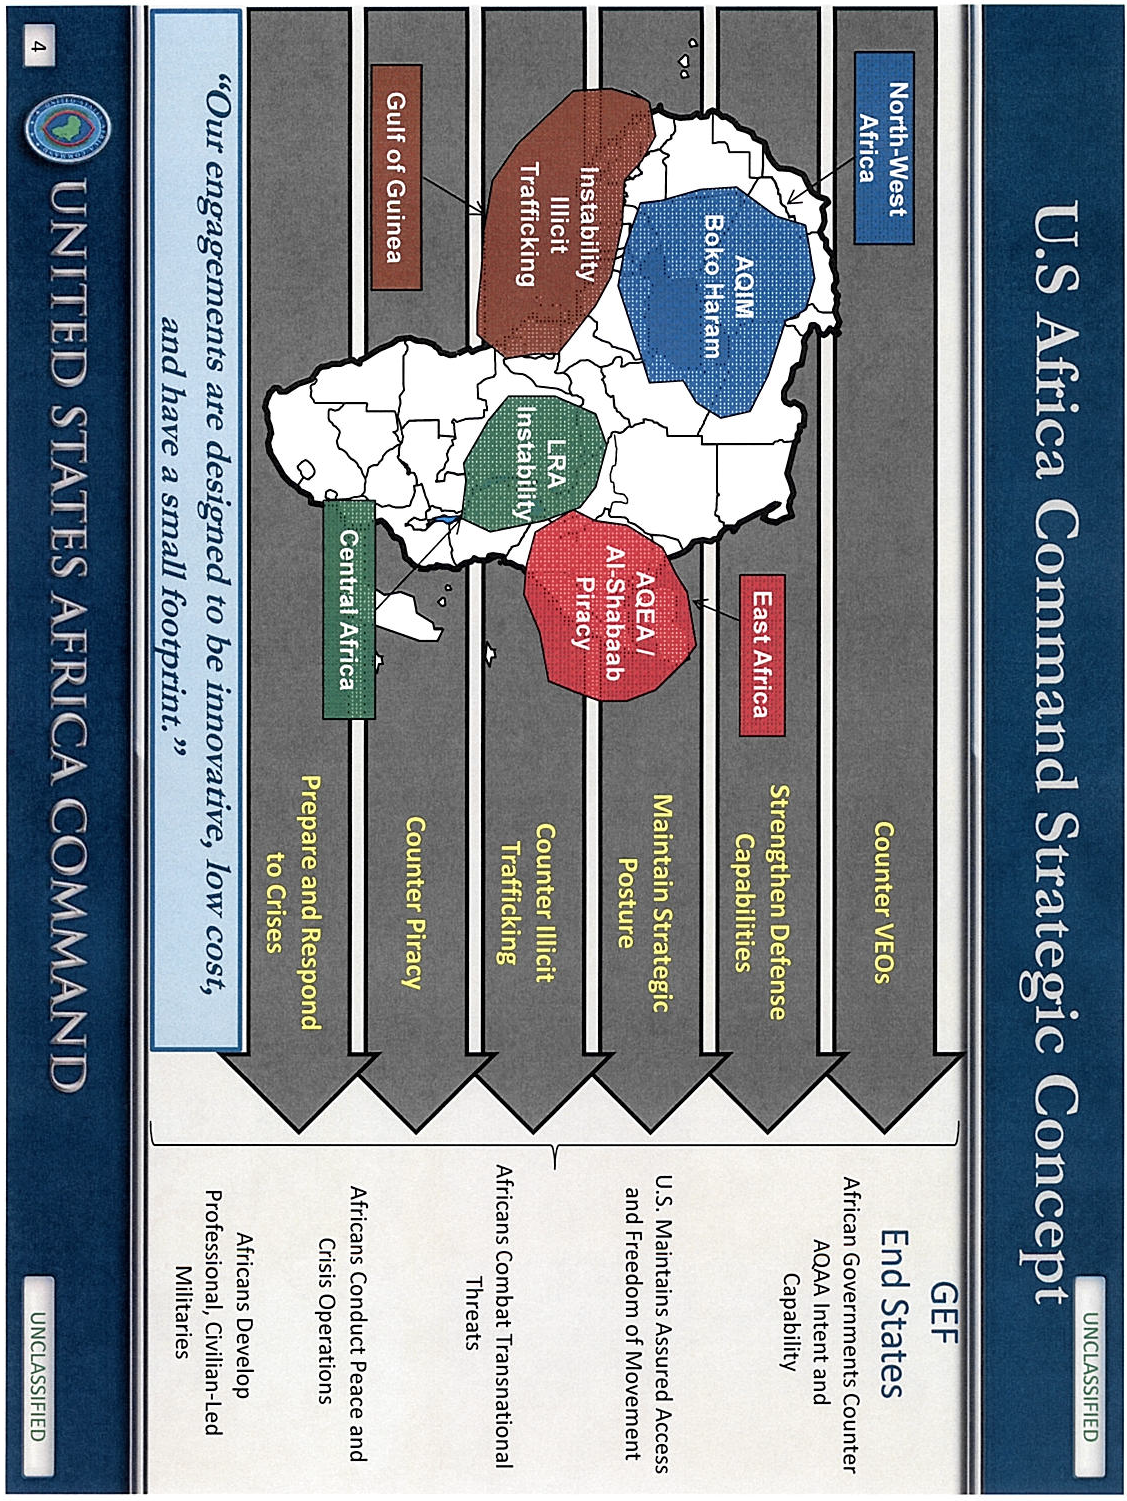 U.S Africa Command Strategic Concept
UNCLASSIFIED
North-West
Africa
AQIM
Boko Haram
Instability
Illicit
Trafficking
Gulf of Guinea
LRA
Instability
Central Africa
AQEA /
Al-Shabaab
Piracy
East Africa
Counter VEOs
Strengthen Defense
Capabilities
Maintain Strategic
Posture
Counter Illicit
Trafficking
Counter Piracy
Prepare and Respond
to Crises
GEF
End States
African Governments Counter
AQAA Intent and
Capability
U.S. Maintains Assured Access
and Freedom of Movement
Africans Combat Transnational
Threats
Africans Conduct Peace and
Crisis Operations
Africans Develop
Professional, Civilian-Led
Militaries
“Our engagements are designed to be innovative, low cost,
and have a small footprint.”
4
UNITED STATES AFRICA COMMAND
UNCLASSIFIED